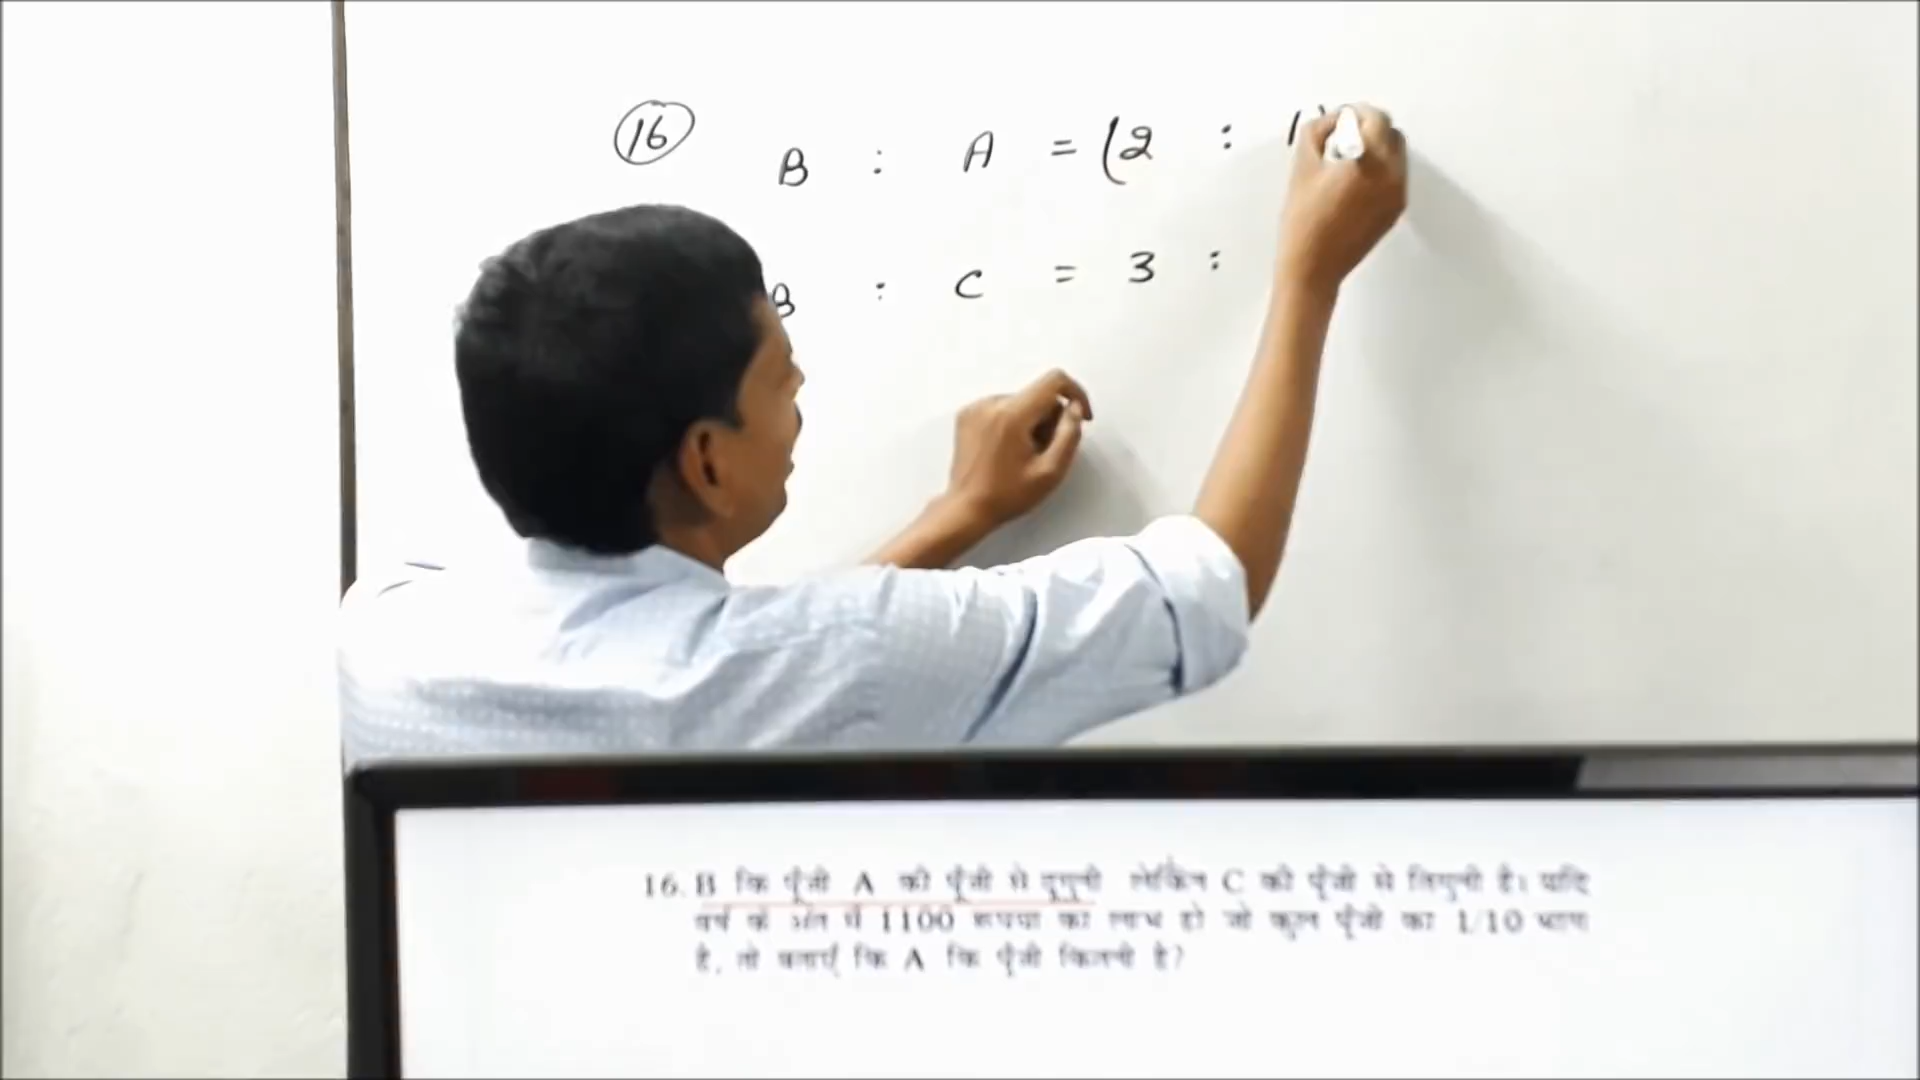 16
B : A = (2 : 1)
B : C = 3 :
16. B कि पूँजी A की पूँजी से दुगुनी लेकिन C की पूँजी से तिगुनी है। यदि
वर्ष के अंत में 1100 रूपया का लाभ हो जो कुल पूँजी का 1/10 भाग
है, तो बताएँ कि A कि पूँजी कितनी है?